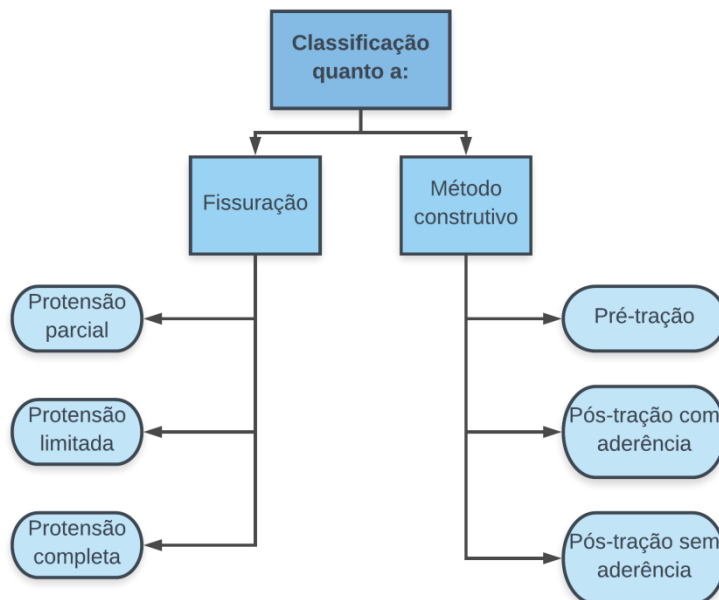 Classificação
quanto a:
Fissuração
Método
construtivo
Protensão
parcial
Pré-tração
Protensão
limitada
Pós-tração com
aderência
Protensão
completa
Pós-tração sem
aderência